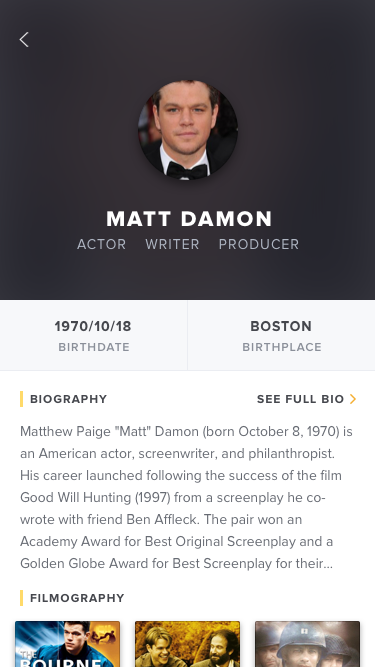 MATT DAMON
ACTOR WRITER PRODUCER
1970/10/18 BOSTON
BIRTHDATE BIRTHPLACE
BIOGRAPHY SEE FULL BIO
Matthew Paige "Matt" Damon (born October 8, 1970) is
an American actor, screenwriter, and philanthropist.
His career launched following the success of the film
Good Will Hunting (1997) from a screenplay he co-
wrote with friend Ben Affleck. The pair won an
Academy Award for Best Original Screenplay and a
Golden Globe Award for Best Screenplay for their...
FILMOGRAPHY
THE
BOURNE